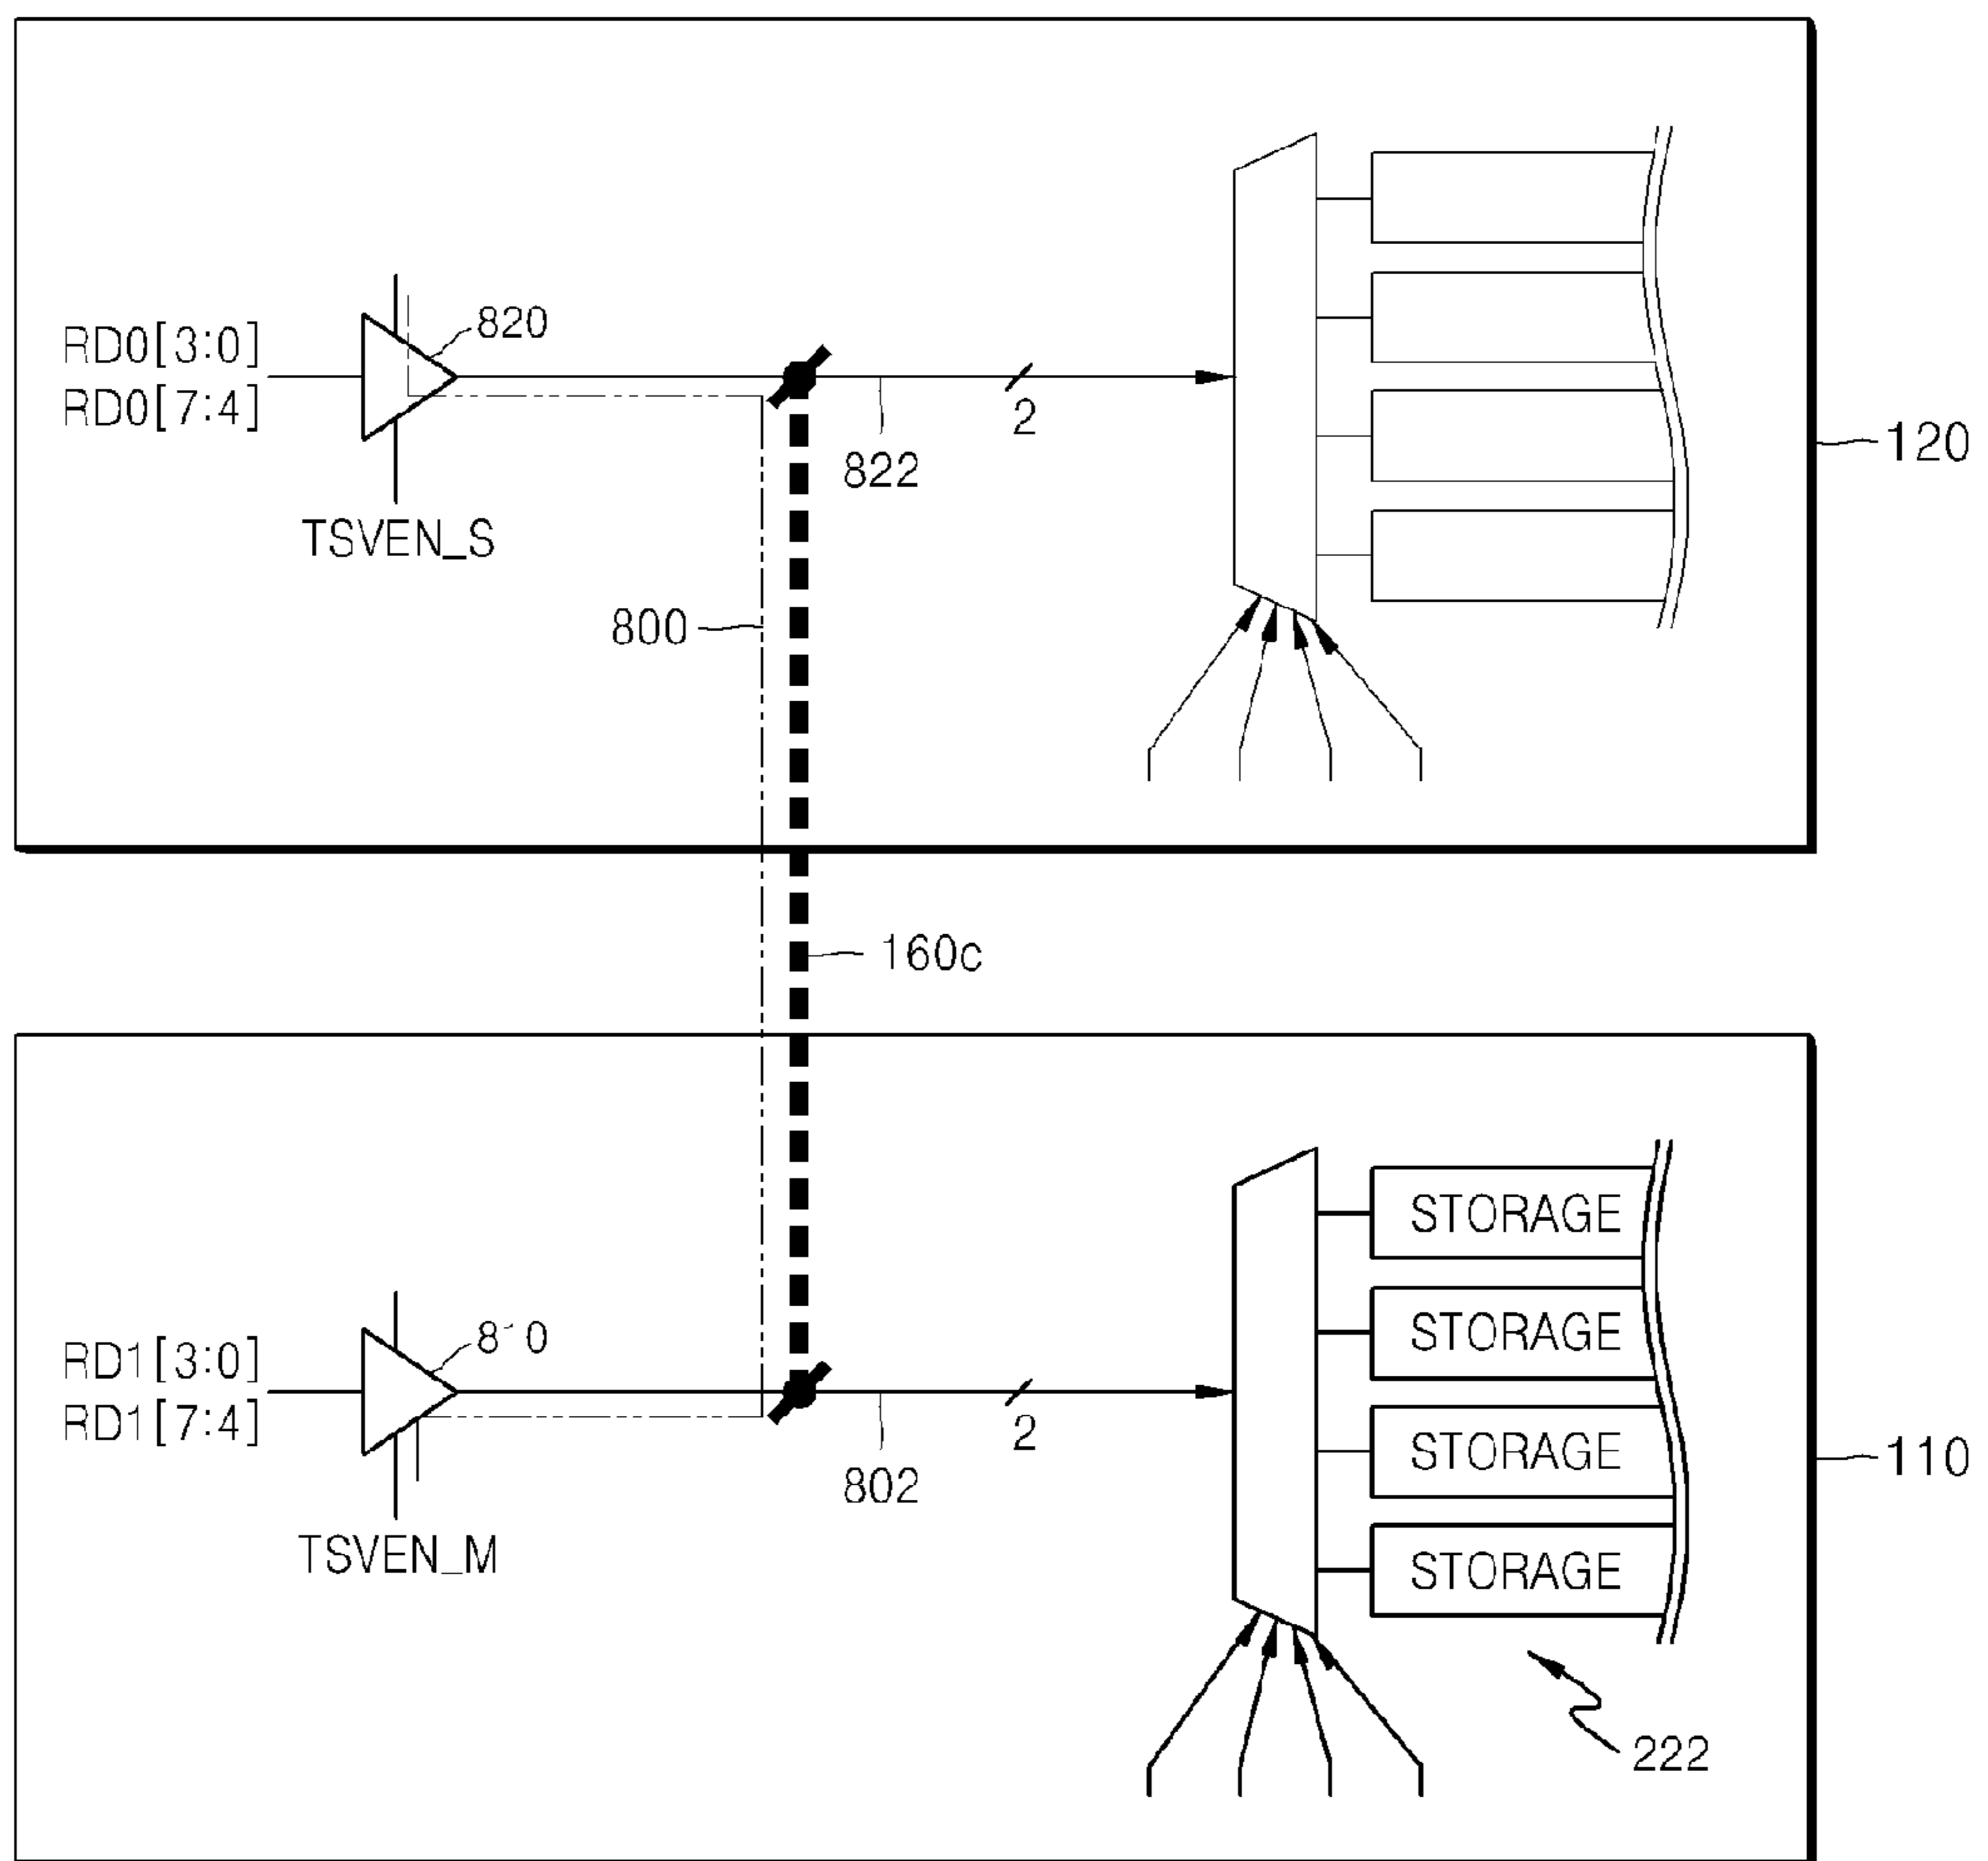 RD0[3:0]
RD0[7:4]
820
TSVEN_S
822
2
120
800
160c
RD1[3:0]
RD1[7:4]
810
TSVEN_M
802
2
110
STORAGE
STORAGE
STORAGE
STORAGE
222